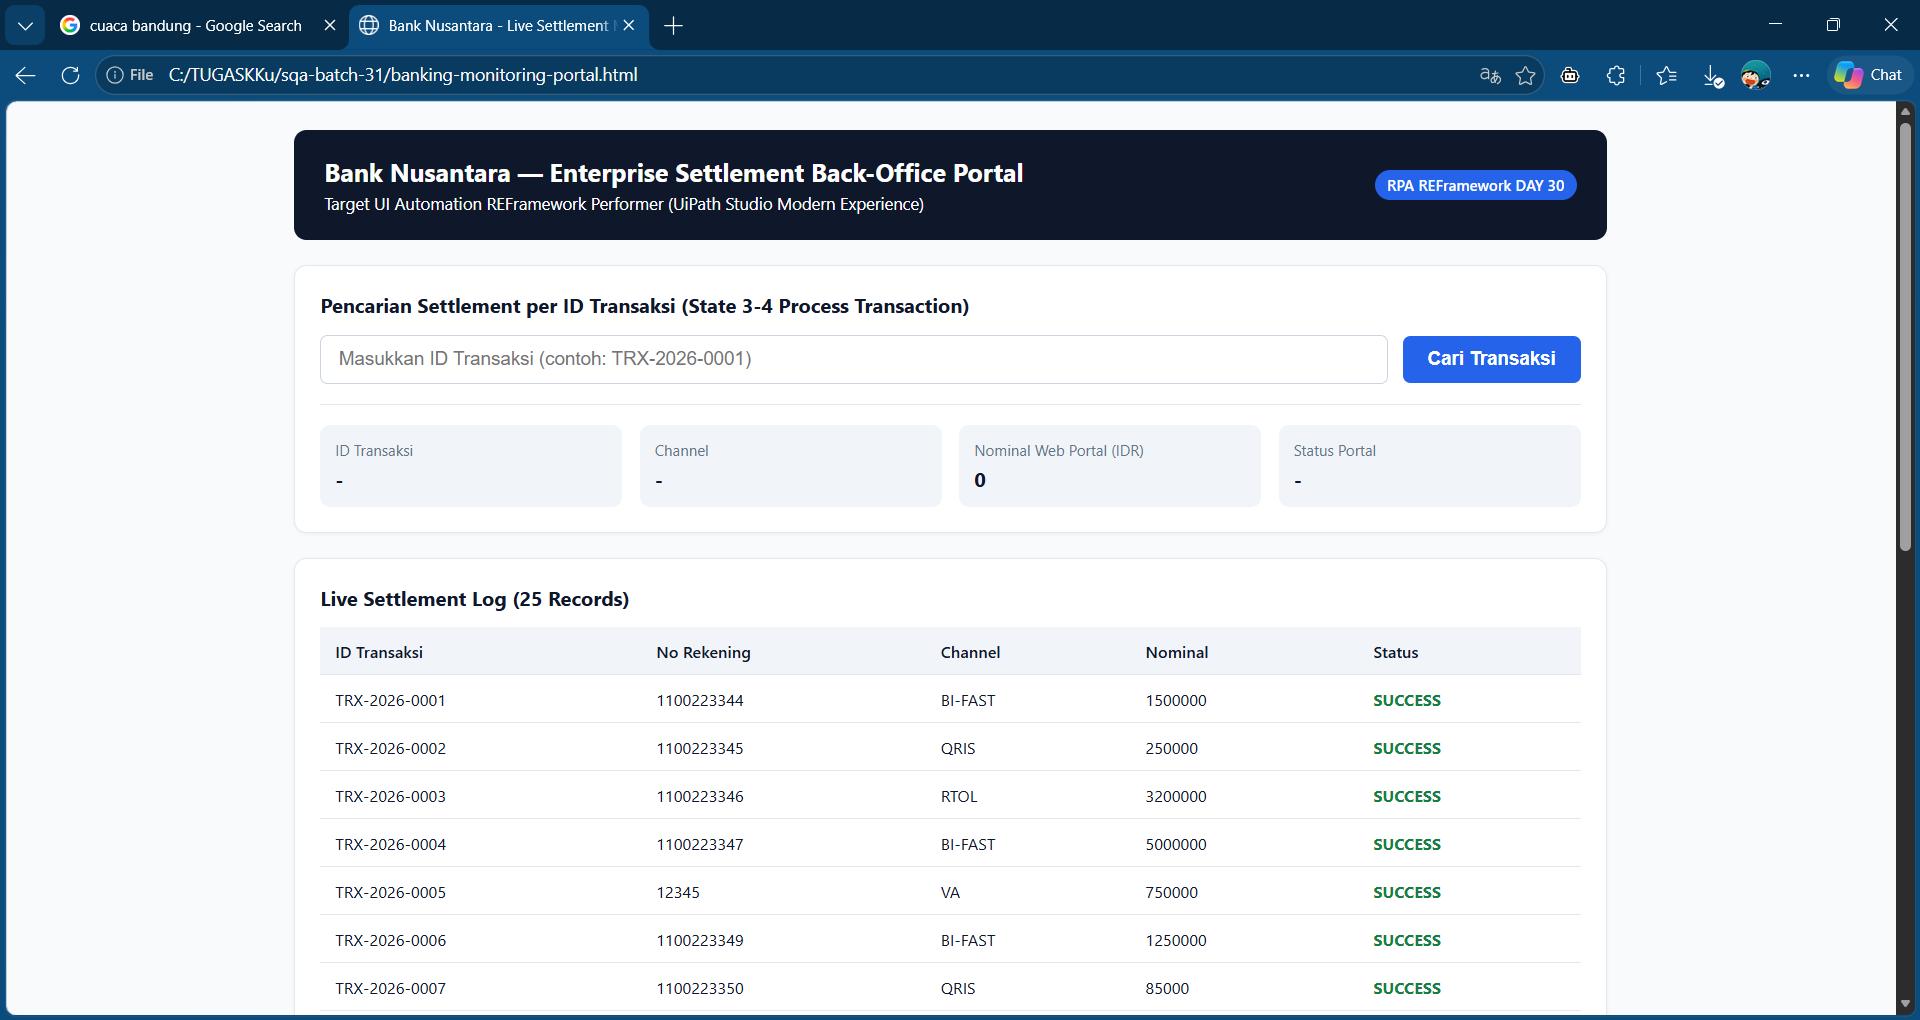 cuaca bandung - Google Search
Bank Nusantara - Live Settlement
File C:/TUGASKKu/sqa-batch-31/banking-monitoring-portal.html
Chat
Bank Nusantara — Enterprise Settlement Back-Office Portal
Target UI Automation REFramework Performer (UiPath Studio Modern Experience)
RPA REFramework DAY 30
Pencarian Settlement per ID Transaksi (State 3-4 Process Transaction)
Masukkan ID Transaksi (contoh: TRX-2026-0001)
Cari Transaksi
ID Transaksi Channel Nominal Web Portal (IDR) Status Portal
- - 0 -
Live Settlement Log (25 Records)
ID Transaksi No Rekening Channel Nominal Status
TRX-2026-0001 1100223344 BI-FAST 1500000 SUCCESS
TRX-2026-0002 1100223345 QRIS 250000 SUCCESS
TRX-2026-0003 1100223346 RTOL 3200000 SUCCESS
TRX-2026-0004 1100223347 BI-FAST 5000000 SUCCESS
TRX-2026-0005 12345 VA 750000 SUCCESS
TRX-2026-0006 1100223349 BI-FAST 1250000 SUCCESS
TRX-2026-0007 1100223350 QRIS 85000 SUCCESS